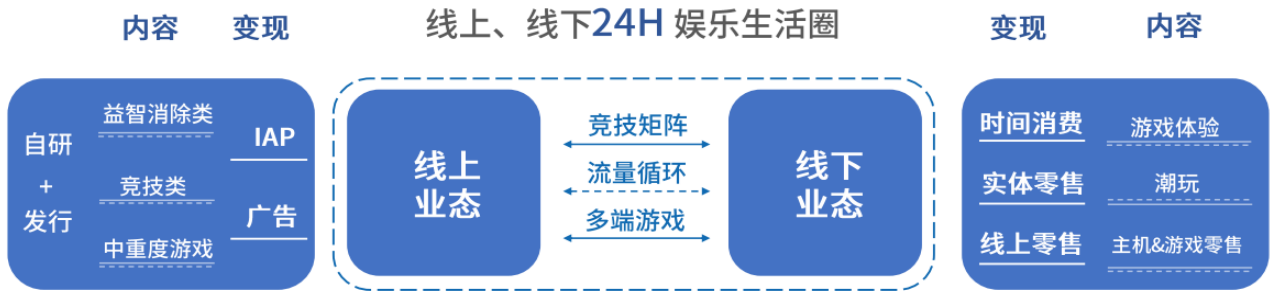 内容 变现 线上、线下24H 娱乐生活圈 变现 内容
自研
+
发行
益智消除类
竞技类
中重度游戏
IAP
广告
线上
业态
竞技矩阵
流量循环
多端游戏
线下
业态
时间消费
实体零售
线上零售
游戏体验
潮玩
主机&游戏零售